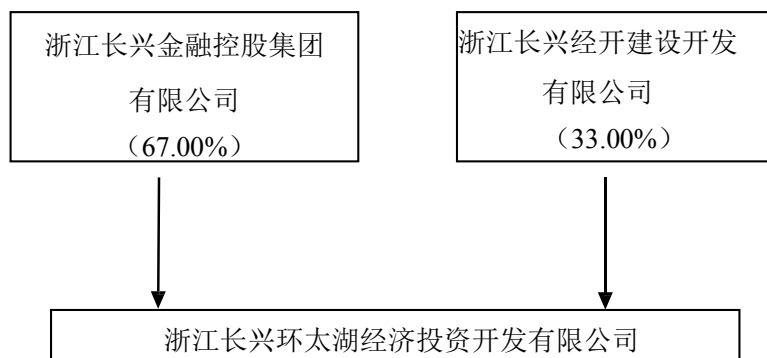 浙江长兴金融控股集团
有限公司
（67.00%）
浙江长兴经开建设开发
有限公司
（33.00%）
浙江长兴环太湖经济投资开发有限公司